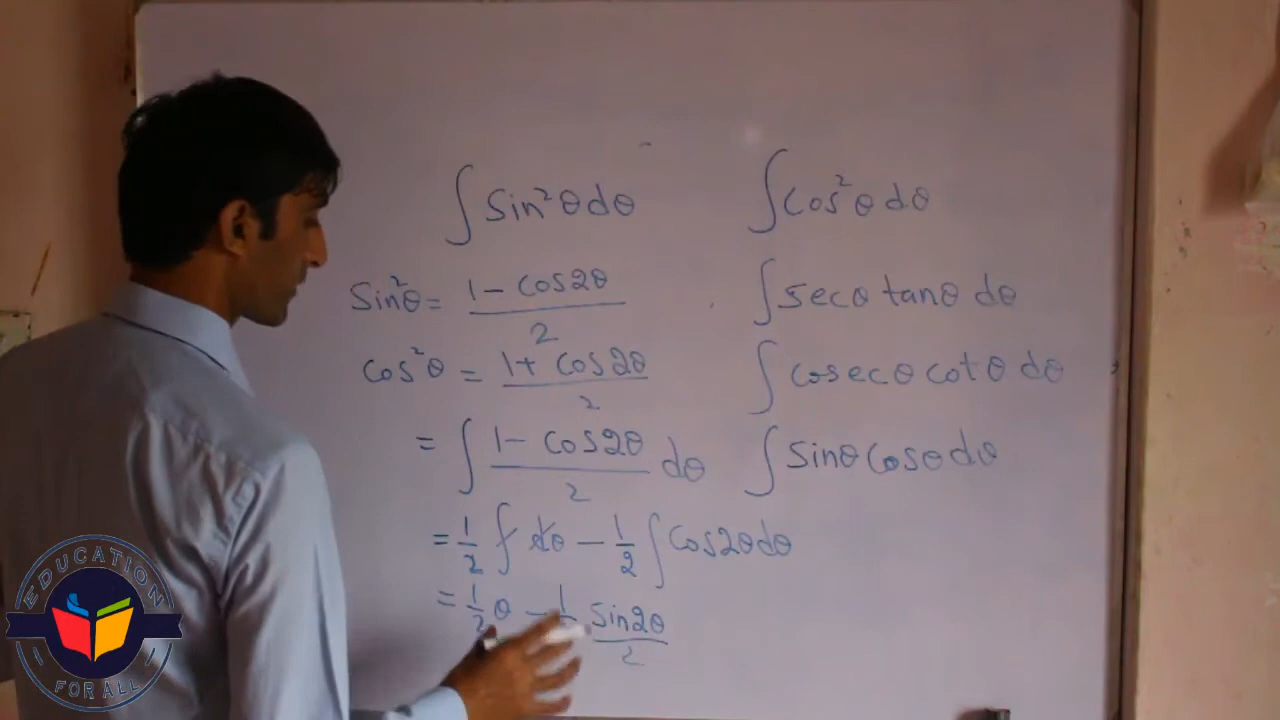 ∫ Sin²θ dθ
Sin²θ = (1 - Cos2θ)/2
Cos²θ = (1 + Cos2θ)/2
= ∫ (1 - Cos2θ)/2 dθ
= 1/2 ∫ dθ - 1/2 ∫ Cos2θ dθ
= 1/2 θ - Sin2θ/2
∫ Cos²θ dθ
∫ Secθ tanθ dθ
∫ Cosecθ Cotθ dθ
∫ Sinθ Cosθ dθ
EDUCATION
FOR ALL